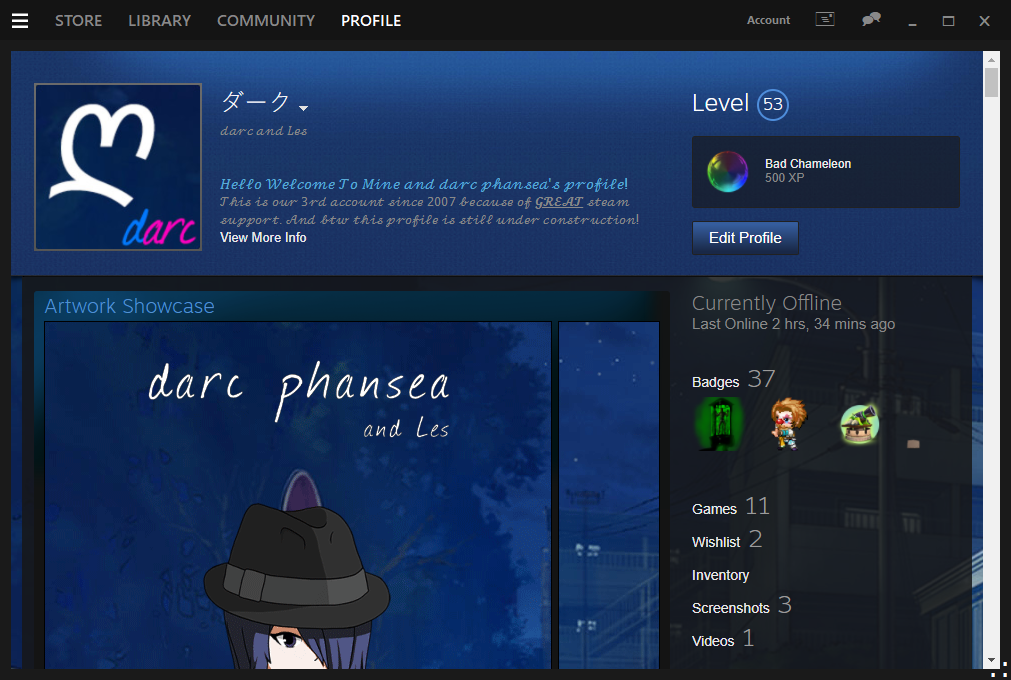 STORE LIBRARY COMMUNITY PROFILE Account
ダーク
darc and Les
Hello Welcome To Mine and darc phansea's profile!
This is our 3rd account since 2007 because of GREAT steam
support. And btw this profile is still under construction!
View More Info
darc
Level 53
Bad Chameleon
500 XP
Edit Profile
Artwork Showcase
darc phansea
and Les
Currently Offline
Last Online 2 hrs, 34 mins ago
Badges 37
Games 11
Wishlist 2
Inventory
Screenshots 3
Videos 1